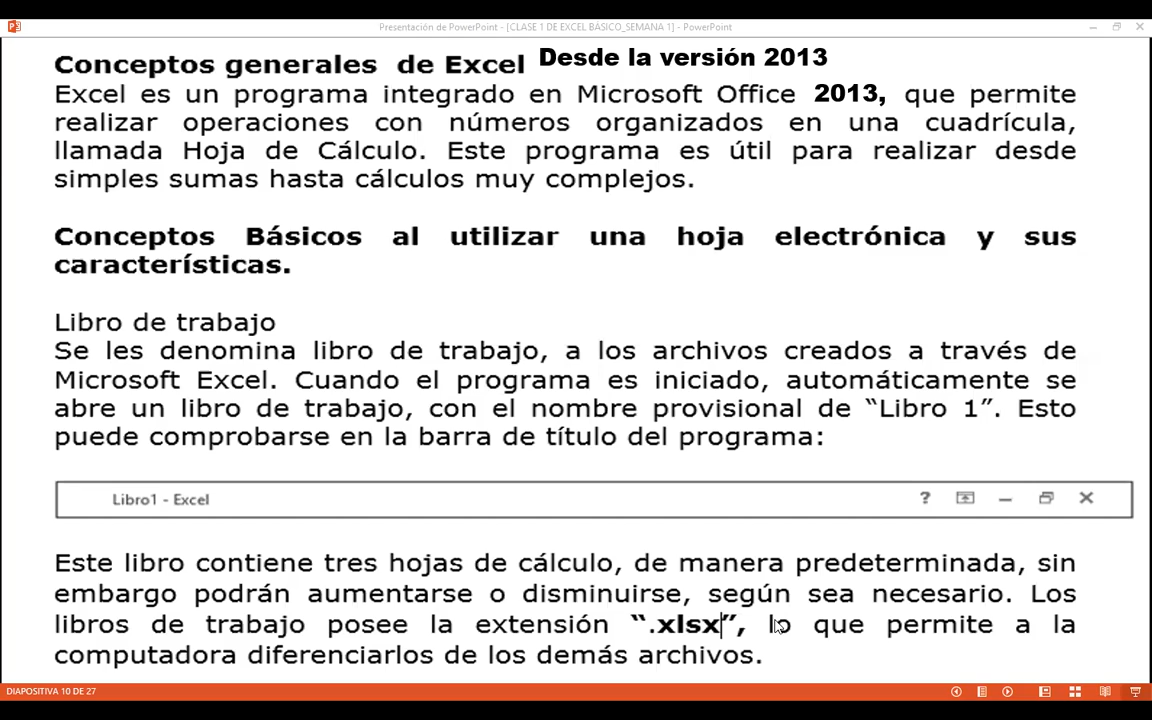 Presentación de PowerPoint - [CLASE 1 DE EXCEL BÁSICO_SEMANA 1] - PowerPoint
Conceptos generales de Excel Desde la versión 2013
Excel es un programa integrado en Microsoft Office 2013, que permite
realizar operaciones con números organizados en una cuadrícula,
llamada Hoja de Cálculo. Este programa es útil para realizar desde
simples sumas hasta cálculos muy complejos.
Conceptos Básicos al utilizar una hoja electrónica y sus
características.
Libro de trabajo
Se les denomina libro de trabajo, a los archivos creados a través de
Microsoft Excel. Cuando el programa es iniciado, automáticamente se
abre un libro de trabajo, con el nombre provisional de “Libro 1”. Esto
puede comprobarse en la barra de título del programa:
Libro1 - Excel ?
Este libro contiene tres hojas de cálculo, de manera predeterminada, sin
embargo podrán aumentarse o disminuirse, según sea necesario. Los
libros de trabajo posee la extensión “.xlsx”, lo que permite a la
computadora diferenciarlos de los demás archivos.
DIAPOSITIVA 10 DE 27